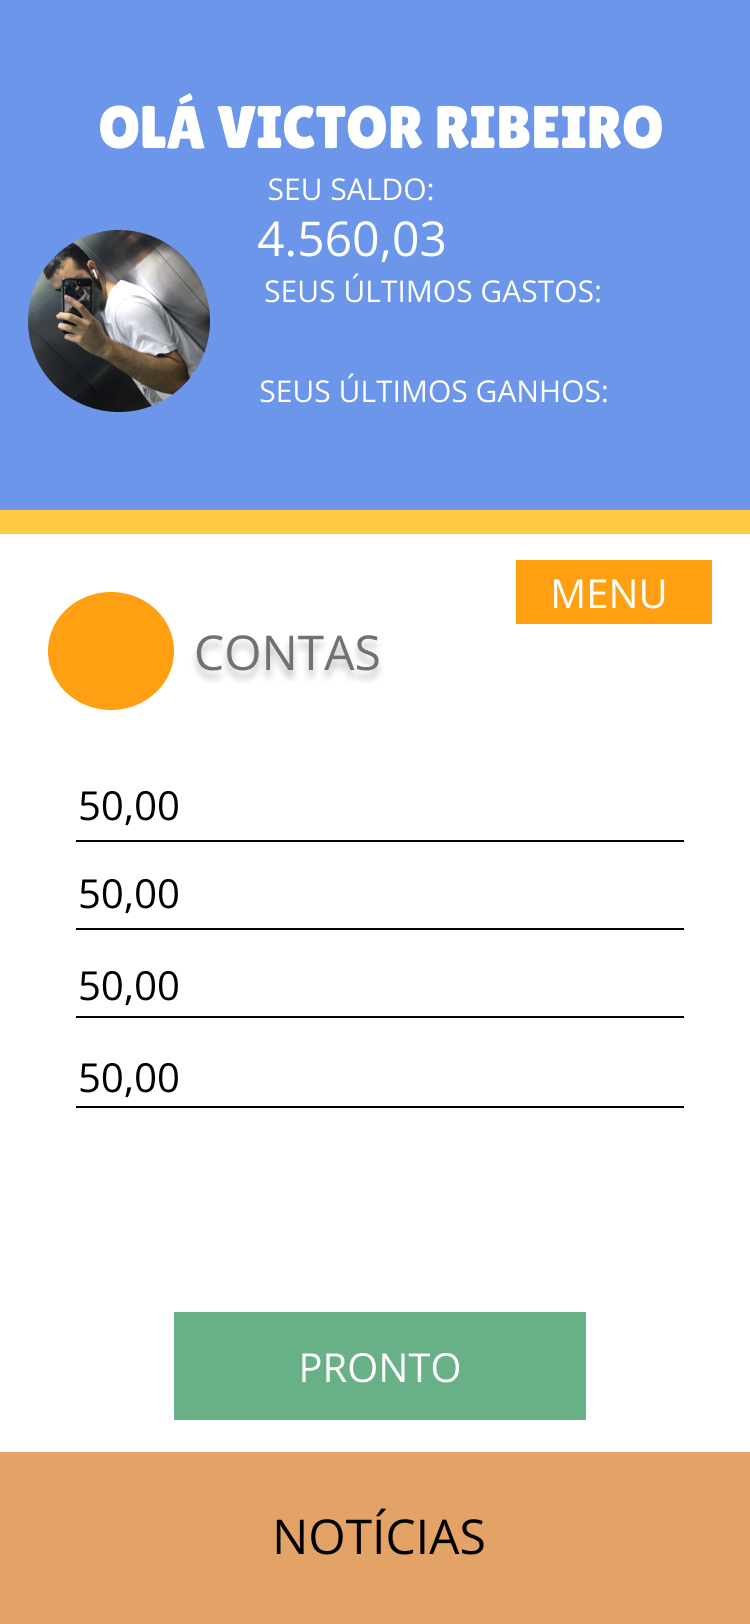 OLÁ VICTOR RIBEIRO
SEU SALDO:
4.560,03
SEUS ÚLTIMOS GASTOS:
SEUS ÚLTIMOS GANHOS:
MENU
CONTAS
50,00
50,00
50,00
50,00
PRONTO
NOTÍCIAS